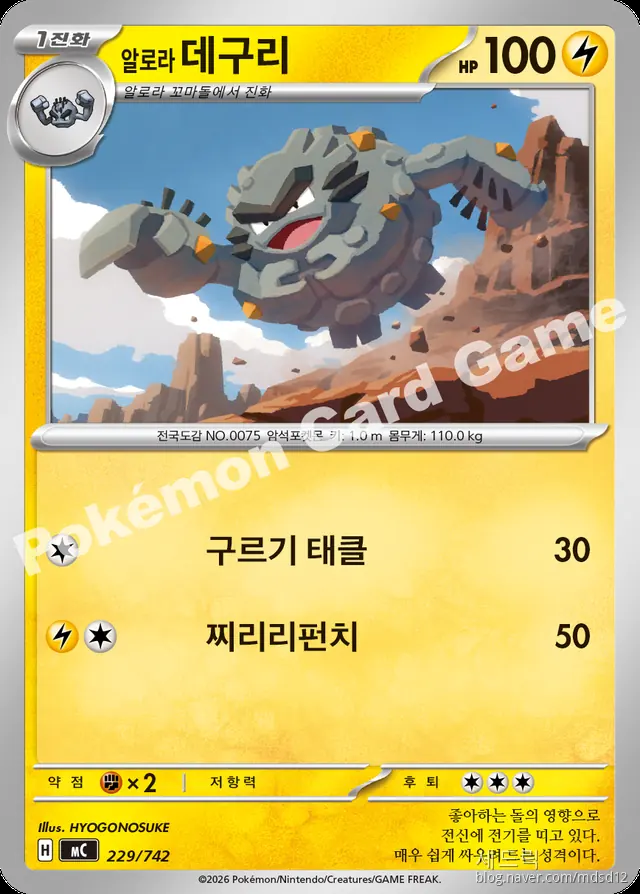 1진화
알로라 데구리
HP 100
알로라 꼬마돌에서 진화
전국도감 NO.0075 암석포켓몬 키: 1.0 m 몸무게: 110.0 kg
Pokémon Card Game
구르기 태클 30
찌리리펀치 50
약점 ×2 저항력 후퇴
Illus. HYOGONOSUKE
H MC 229/742
좋아하는 돌의 영향으로
전신에 전기를 띠고 있다.
매우 쉽게 싸우려 드는 성격이다.
©2026 Pokémon/Nintendo/Creatures/GAME FREAK.
blog.naver.com/mdsd12